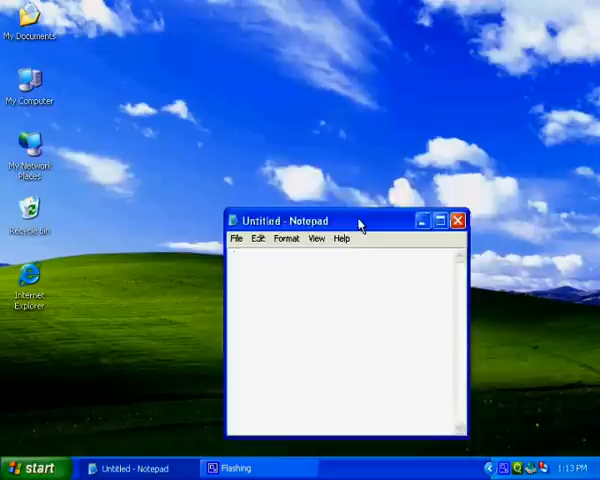 My Documents
My Computer
My Network
Places
Recycle Bin
Internet
Explorer
Untitled - Notepad
File Edit Format View Help
start
Untitled - Notepad
Flashing
1:13 PM